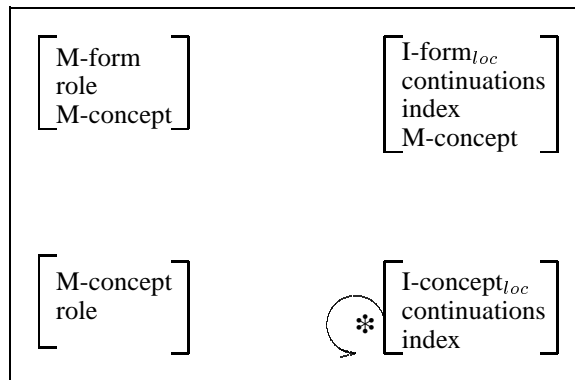 M-form
role
M-concept
I-form_loc
continuations
index
M-concept
M-concept
role
I-concept_loc
continuations
index
*